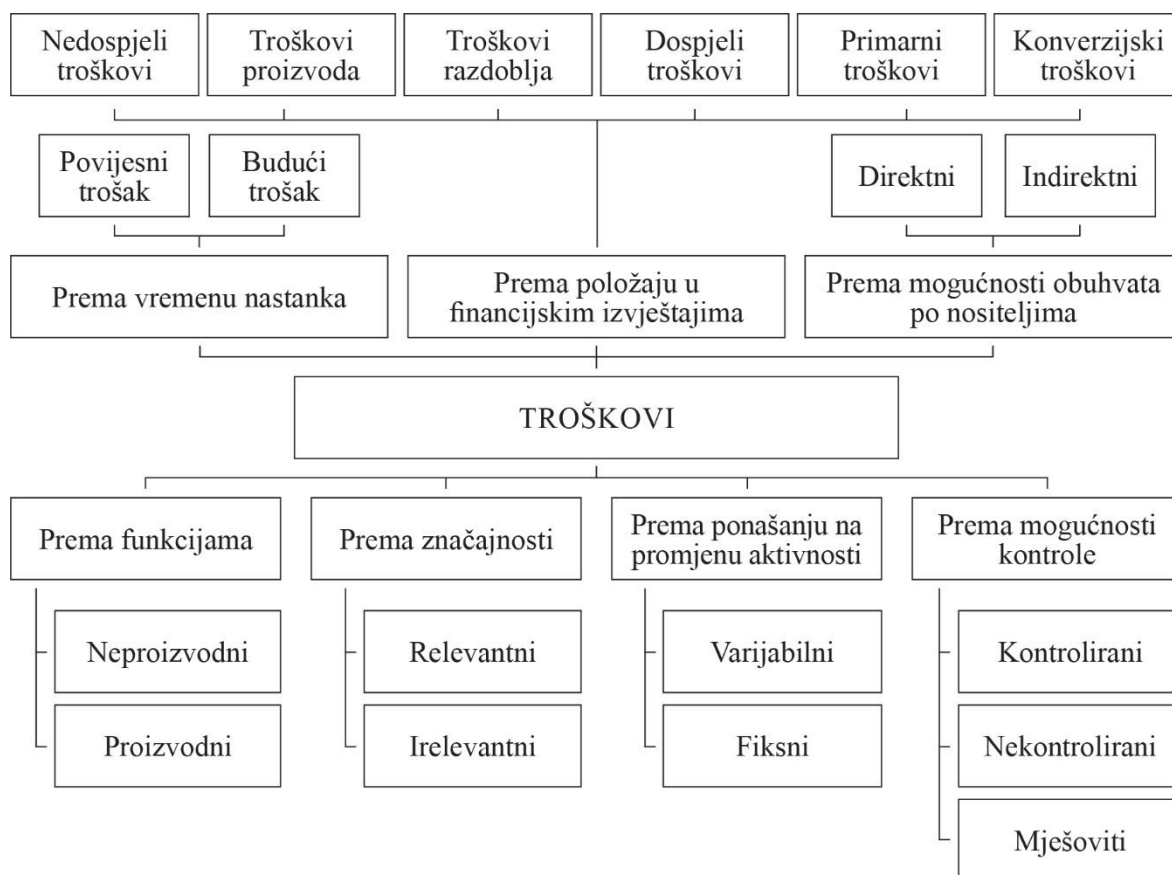 Nedospjeli
troškovi
Troškovi
proizvoda
Troškovi
razdoblja
Dospjeli
troškovi
Primarni
troškovi
Konverzijski
troškovi
Povijesni
trošak
Budući
trošak
Direktni
Indirektni
Prema vremenu nastanka
Prema položaju u
financijskim izvještajima
Prema mogućnosti obuhvata
po nositeljima
TROŠKOVI
Prema funkcijama
Prema značajnosti
Prema ponašanju na
promjenu aktivnosti
Prema mogućnosti
kontrole
Neproizvodni
Relevantni
Varijabilni
Kontrolirani
Proizvodni
Irelevantni
Fiksni
Nekontrolirani
Mješoviti